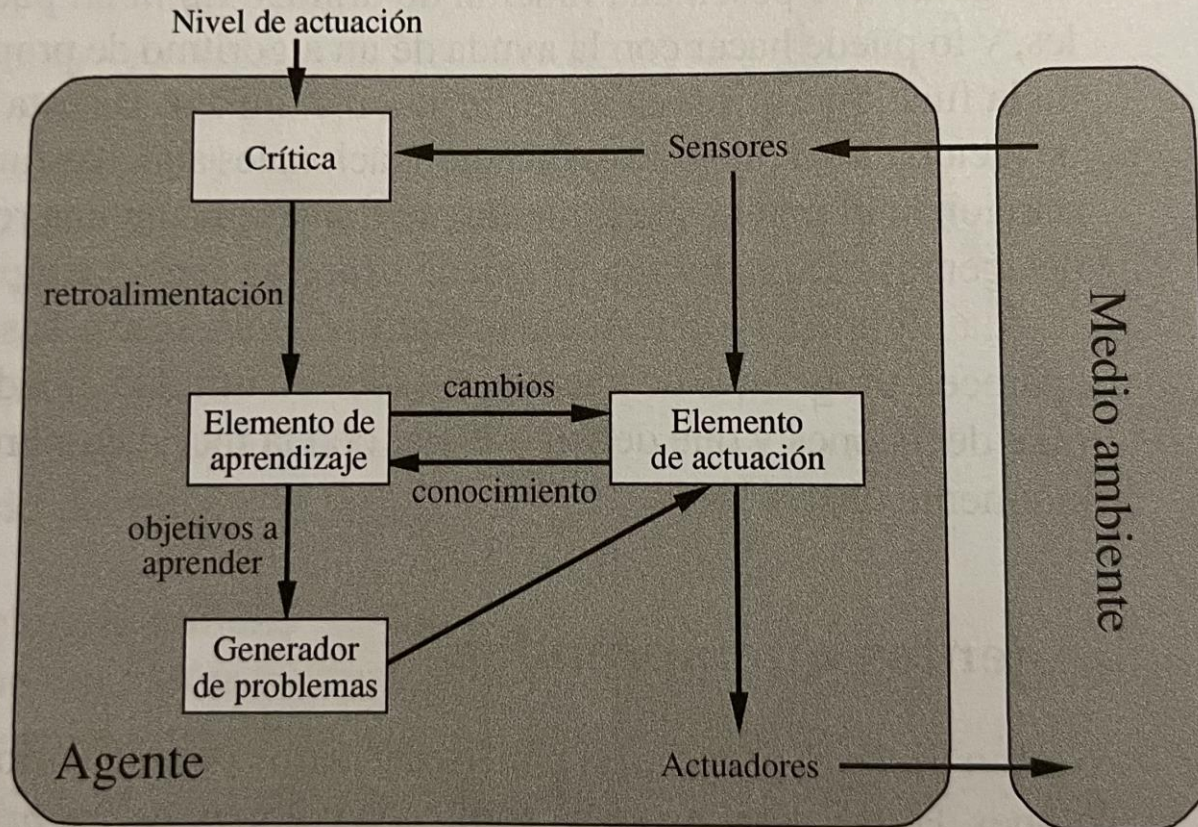 Nivel de actuación
Crítica
Sensores
retroalimentación
cambios
Elemento de
aprendizaje
Elemento
de actuación
conocimiento
objetivos a
aprender
Generador
de problemas
Agente
Actuadores
Medio ambiente